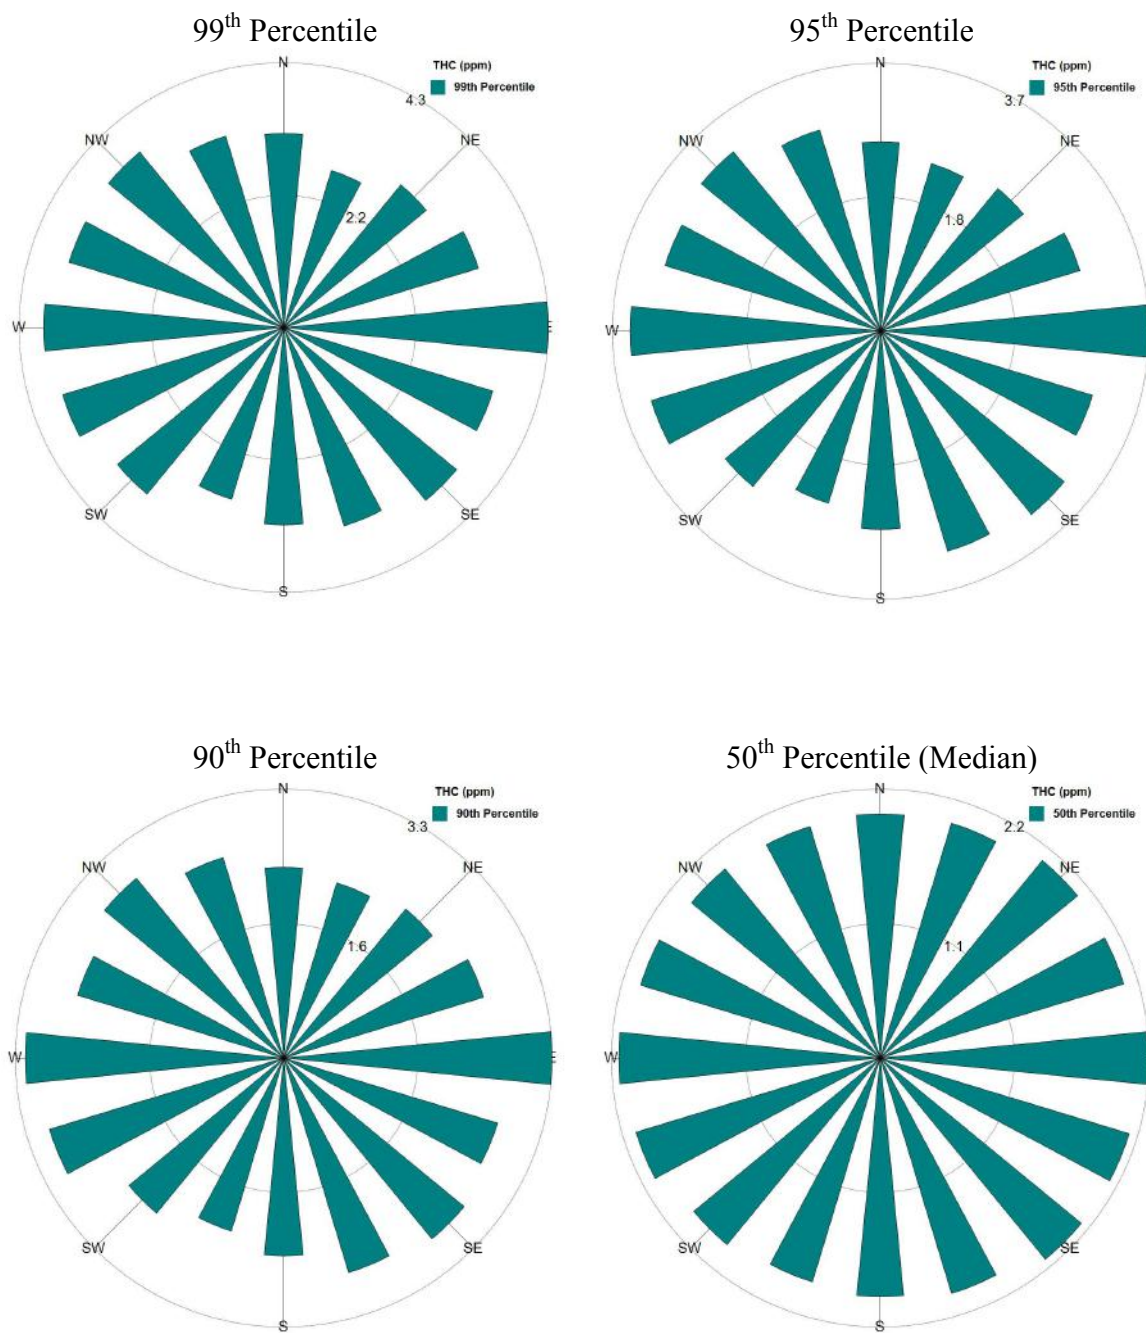 99th Percentile
THC (ppm)
99th Percentile
N
4.3
NW
NE
2.2
W
E
SW
SE
S
95th Percentile
THC (ppm)
95th Percentile
N
3.7
NW
NE
1.8
W
SW
SE
S
90th Percentile
THC (ppm)
90th Percentile
N
3.3
NW
NE
1.6
W
E
SW
SE
S
50th Percentile (Median)
THC (ppm)
50th Percentile
N
2.2
NW
NE
1.1
W
SW
SE
S